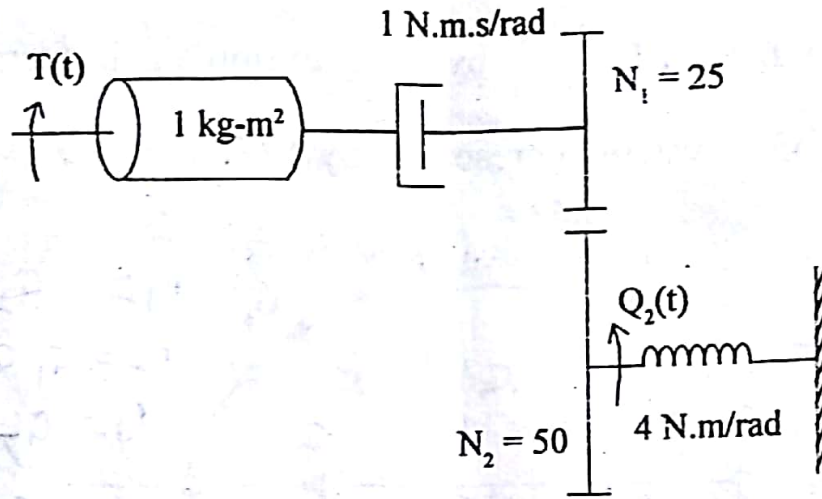 1 N.m.s/rad
T(t)
N₁ = 25
1 kg-m²
Q₂(t)
N₂ = 50
4 N.m/rad